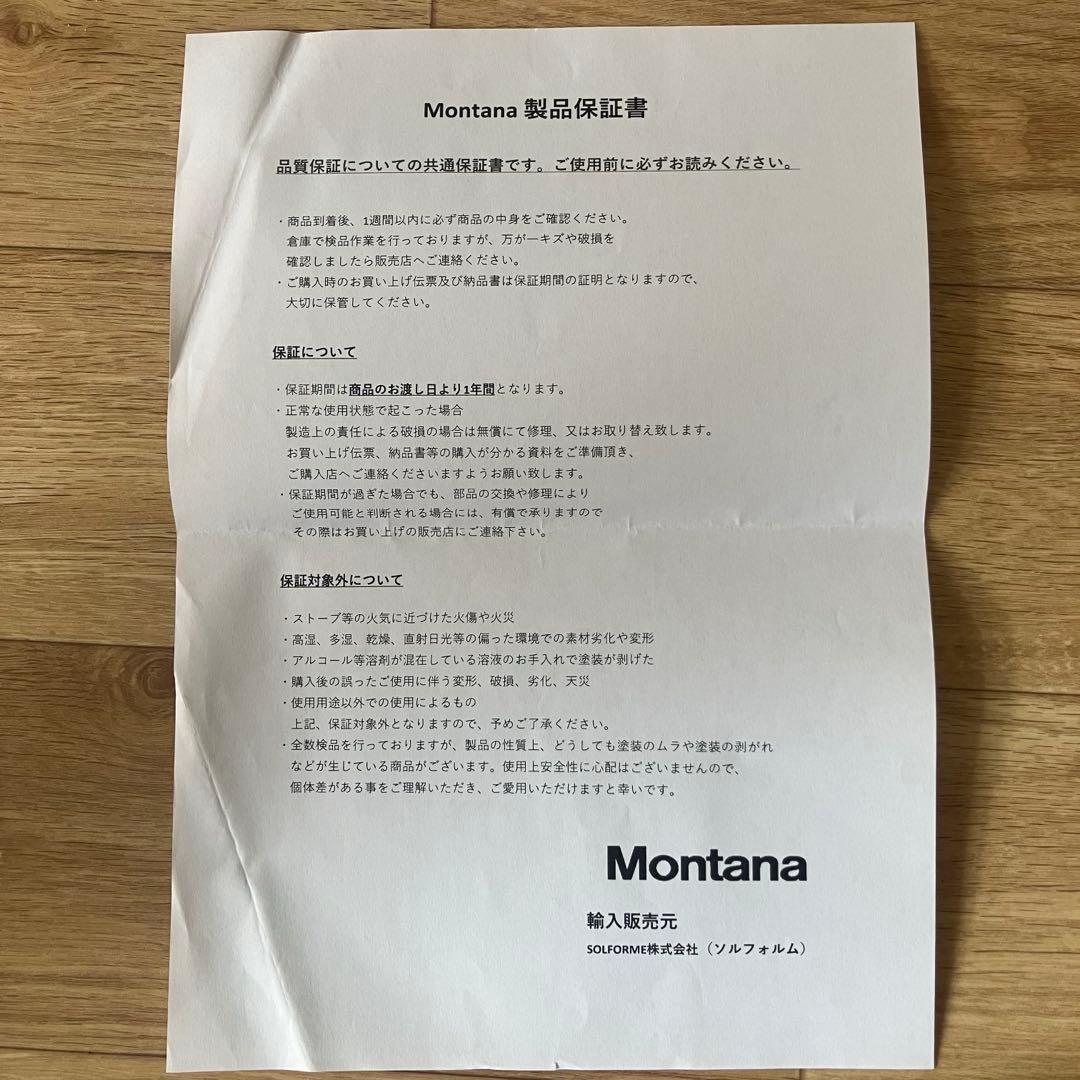 Montana 製品保証書
品質保証についての共通保証書です。ご使用前に必ずお読みください。
・商品到着後、1週間以内に必ず商品の中身をご確認ください。
倉庫で検品作業を行っておりますが、万が一キズや破損を
確認しましたら販売店へご連絡ください。
・ご購入時のお買い上げ伝票及び納品書は保証期間の証明となりますので、
大切に保管してください。
保証について
・保証期間は商品のお渡し日より1年間となります。
・正常な使用状態で起こった場合
製造上の責任による破損の場合は無償にて修理、又はお取り替え致します。
お買い上げ伝票、納品書等の購入が分かる資料をご準備頂き、
ご購入店へご連絡くださいますようお願い致します。
・保証期間が過ぎた場合でも、部品の交換や修理により
ご使用可能と判断される場合には、有償で承りますので
その際はお買い上げの販売店にご連絡下さい。
保証対象外について
・ストーブ等の火気に近づけた火傷や火災
・高湿、多湿、乾燥、直射日光等の偏った環境での素材劣化や変形
・アルコール等溶剤が混在している溶液のお手入れで塗装が剥げた
・購入後の誤ったご使用に伴う変形、破損、劣化、天災
・使用用途以外での使用によるもの
上記、保証対象外となりますので、予めご了承ください。
・全数検品を行っておりますが、製品の性質上、どうしても塗装のムラや塗装の剥がれ
などが生じている商品がございます。使用上安全性に心配はございませんので、
個体差がある事をご理解いただき、ご愛用いただけますと幸いです。
Montana
輸入販売元
SOLFORME株式会社（ソルフォルム）